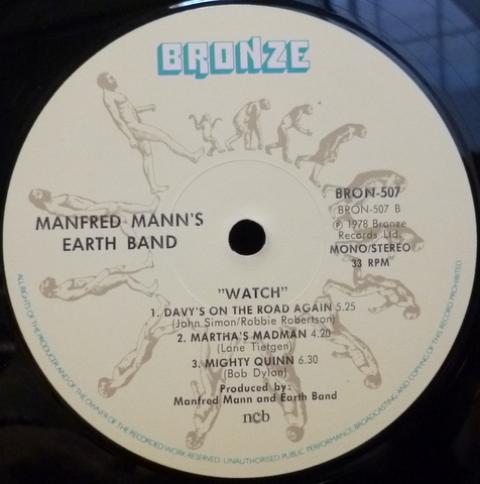 BRONZE
BRON-507
BRON-507 B
℗ 1978 Bronze
Records Ltd.
MONO/STEREO
33 RPM
MANFRED MANN'S
EARTH BAND
"WATCH"
1. DAVY'S ON THE ROAD AGAIN 5.25
(John Simon/Robbie Robertson)
2. MARTHA'S MADMAN 4.20
(Lane Tietgen)
3. MIGHTY QUINN 6.30
(Bob Dylan)
Produced by:
Manfred Mann and Earth Band
ncb
ALL RIGHTS OF THE PRODUCER AND OF THE OWNER OF THE RECORDED WORK RESERVED. UNAUTHORISED PUBLIC PERFORMANCE, BROADCASTING AND COPYING OF THIS RECORD PROHIBITED